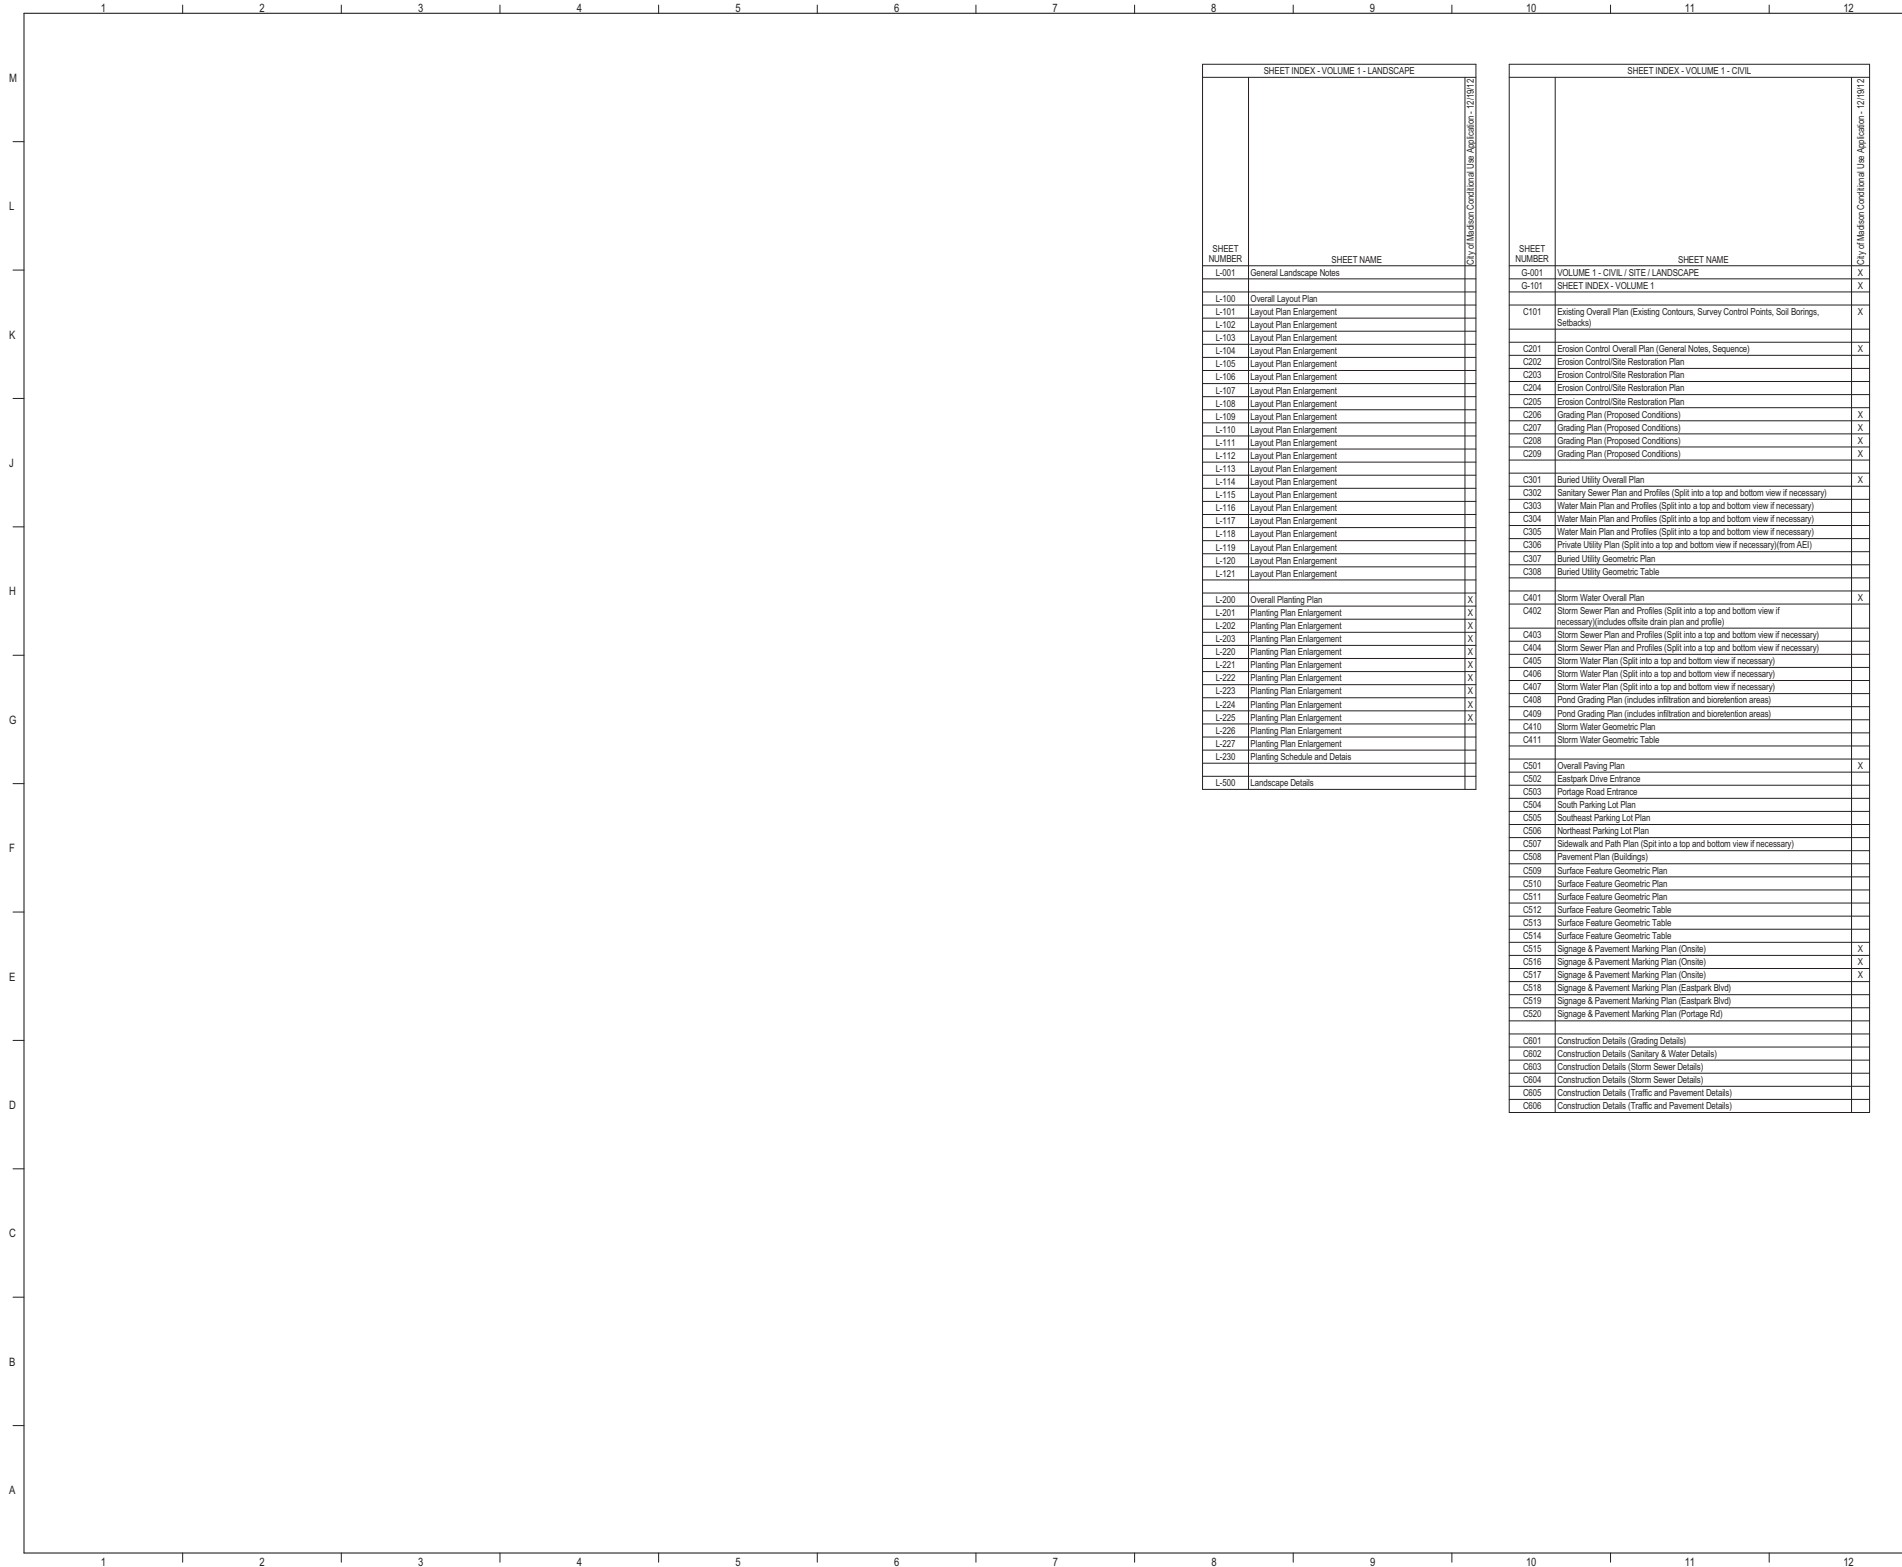 1 2 3 4 5 6 7 8 9 10 11 12
M
L
K
J
H
G
F
E
D
C
B
A
SHEET INDEX - VOLUME 1 - LANDSCAPE
SHEET NUMBER SHEET NAME City of Madison Conditional Use Application - 12/19/12
L-001 General Landscape Notes
L-100 Overall Layout Plan
L-101 Layout Plan Enlargement
L-102 Layout Plan Enlargement
L-103 Layout Plan Enlargement
L-104 Layout Plan Enlargement
L-105 Layout Plan Enlargement
L-106 Layout Plan Enlargement
L-107 Layout Plan Enlargement
L-108 Layout Plan Enlargement
L-109 Layout Plan Enlargement
L-110 Layout Plan Enlargement
L-111 Layout Plan Enlargement
L-112 Layout Plan Enlargement
L-113 Layout Plan Enlargement
L-114 Layout Plan Enlargement
L-115 Layout Plan Enlargement
L-116 Layout Plan Enlargement
L-117 Layout Plan Enlargement
L-118 Layout Plan Enlargement
L-119 Layout Plan Enlargement
L-120 Layout Plan Enlargement
L-121 Layout Plan Enlargement
L-200 Overall Planting Plan X
L-201 Planting Plan Enlargement X
L-202 Planting Plan Enlargement X
L-203 Planting Plan Enlargement X
L-220 Planting Plan Enlargement X
L-221 Planting Plan Enlargement X
L-222 Planting Plan Enlargement X
L-223 Planting Plan Enlargement X
L-224 Planting Plan Enlargement X
L-225 Planting Plan Enlargement X
L-226 Planting Plan Enlargement
L-227 Planting Plan Enlargement
L-230 Planting Schedule and Detais
L-500 Landscape Details
SHEET INDEX - VOLUME 1 - CIVIL
SHEET NUMBER SHEET NAME City of Madison Conditional Use Application - 12/19/12
G-001 VOLUME 1 - CIVIL / SITE / LANDSCAPE X
G-101 SHEET INDEX - VOLUME 1 X
C101 Existing Overall Plan (Existing Contours, Survey Control Points, Soil Borings, X
Setbacks)
C201 Erosion Control Overall Plan (General Notes, Sequence) X
C202 Erosion Control/Site Restoration Plan
C203 Erosion Control/Site Restoration Plan
C204 Erosion Control/Site Restoration Plan
C205 Erosion Control/Site Restoration Plan
C206 Grading Plan (Proposed Conditions) X
C207 Grading Plan (Proposed Conditions) X
C208 Grading Plan (Proposed Conditions) X
C209 Grading Plan (Proposed Conditions) X
C301 Buried Utility Overall Plan X
C302 Sanitary Sewer Plan and Profiles (Split into a top and bottom view if necessary)
C303 Water Main Plan and Profiles (Split into a top and bottom view if necessary)
C304 Water Main Plan and Profiles (Split into a top and bottom view if necessary)
C305 Water Main Plan and Profiles (Split into a top and bottom view if necessary)
C306 Private Utility Plan (Split into a top and bottom view if necessary)(from AEI)
C307 Buried Utility Geometric Plan
C308 Buried Utility Geometric Table
C401 Storm Water Overall Plan X
C402 Storm Sewer Plan and Profiles (Split into a top and bottom view if
necessary)(includes offsite drain plan and profile)
C403 Storm Sewer Plan and Profiles (Split into a top and bottom view if necessary)
C404 Storm Sewer Plan and Profiles (Split into a top and bottom view if necessary)
C405 Storm Water Plan (Split into a top and bottom view if necessary)
C406 Storm Water Plan (Split into a top and bottom view if necessary)
C407 Storm Water Plan (Split into a top and bottom view if necessary)
C408 Pond Grading Plan (includes infiltration and bioretention areas)
C409 Pond Grading Plan (includes infiltration and bioretention areas)
C410 Storm Water Geometric Plan
C411 Storm Water Geometric Table
C501 Overall Paving Plan X
C502 Eastpark Drive Entrance
C503 Portage Road Entrance
C504 South Parking Lot Plan
C505 Southeast Parking Lot Plan
C506 Northeast Parking Lot Plan
C507 Sidewalk and Path Plan (Spit into a top and bottom view if necessary)
C508 Pavement Plan (Buildings)
C509 Surface Feature Geometric Plan
C510 Surface Feature Geometric Plan
C511 Surface Feature Geometric Plan
C512 Surface Feature Geometric Table
C513 Surface Feature Geometric Table
C514 Surface Feature Geometric Table
C515 Signage & Pavement Marking Plan (Onsite) X
C516 Signage & Pavement Marking Plan (Onsite) X
C517 Signage & Pavement Marking Plan (Onsite) X
C518 Signage & Pavement Marking Plan (Eastpark Blvd)
C519 Signage & Pavement Marking Plan (Eastpark Blvd)
C520 Signage & Pavement Marking Plan (Portage Rd)
C601 Construction Details (Grading Details)
C602 Construction Details (Sanitary & Water Details)
C603 Construction Details (Storm Sewer Details)
C604 Construction Details (Storm Sewer Details)
C605 Construction Details (Traffic and Pavement Details)
C606 Construction Details (Traffic and Pavement Details)
1 2 3 4 5 6 7 8 9 10 11 12